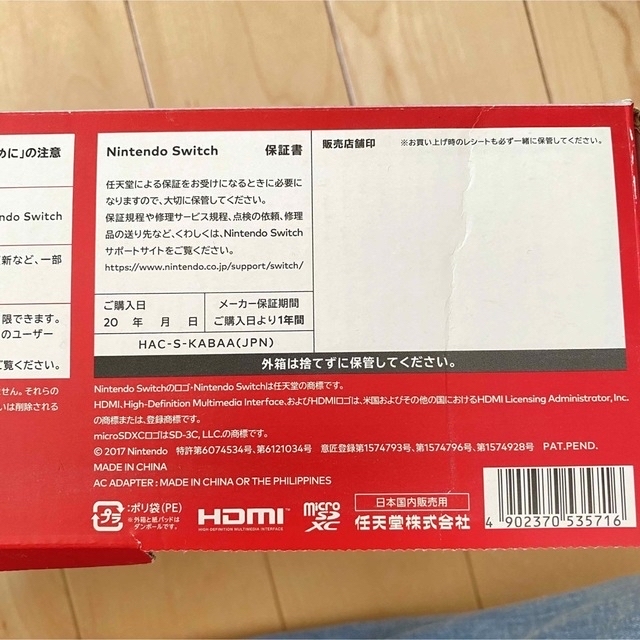 めに」の注意
ndo Switch
新など、一部
限できます。
のユーザー
ご覧ください。
せん。それらの
いは削除される
Nintendo Switch 保証書
任天堂による保証をお受けになるときに必要に
なりますので、大切に保管してください。
保証規程や修理サービス規程、点検の依頼、修理
品の送り先など、くわしくは、Nintendo Switch
サポートサイトをご覧ください。
https://www.nintendo.co.jp/support/switch/
ご購入日
20 年 月 日
メーカー保証期間
ご購入日より1年間
HAC-S-KABAA(JPN)
販売店舗印 ※お買い上げ時のレシートも必ず一緒に保管してください。
外箱は捨てずに保管してください。
Nintendo Switchのロゴ・Nintendo Switchは任天堂の商標です。
HDMI、High-Definition Multimedia Interface、およびHDMIロゴは、米国およびその他の国におけるHDMI Licensing Administrator, Inc.
の商標または、登録商標です。
microSDXCロゴはSD-3C, LLC.の商標です。
© 2017 Nintendo 特許第6074534号、第6121034号 意匠登録第1574793号、第1574796号、第1574928号 PAT.PEND.
MADE IN CHINA
AC ADAPTER : MADE IN CHINA OR THE PHILIPPINES
プラ
:ポリ袋(PE)
※外箱と紙パッドは
ダンボールです。
HDMI
HIGH DEFINITION MULTIMEDIA INTERFACE
micro SD XC
日本国内販売用
任天堂株式会社
4 902370 535716